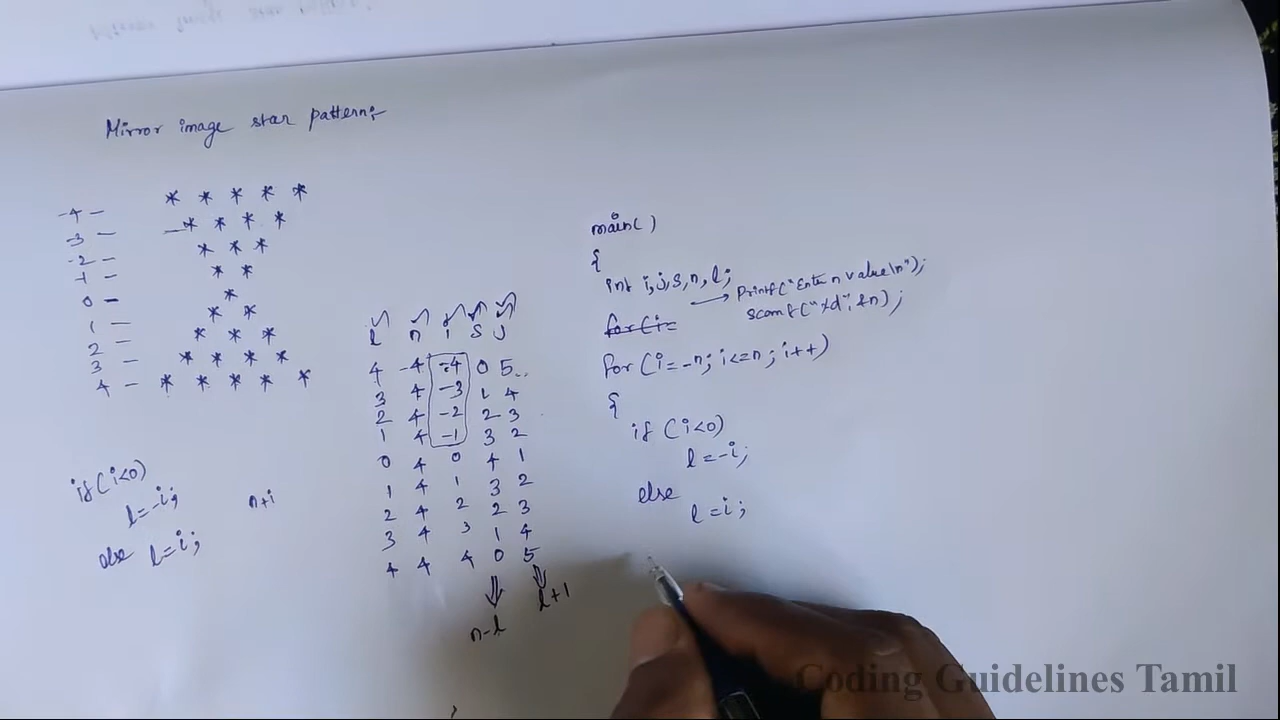 Mirror image star pattern:-
-4 - * * * * *
-3 - - * * * *
-2 - * * *
-1 - * *
0 - *
1 - * *
2 - * * *
3 - * * * *
4 - * * * * *
if (i<0)
l=-i;
else l=i;
n+i
l n i s j
4 -4 -4 0 5..
3 4 -3 1 4
2 4 -2 2 3
1 4 -1 3 2
0 4 0 4 1
1 4 1 3 2
2 4 2 2 3
3 4 3 1 4
4 4 4 0 5
n-l l+1
main()
{
int i,j,s,n,l;
Printf("Enter n value\n");
scanf("%d", &n);
for(i=
for(i=-n; i<=n; i++)
{
if (i<0)
l=-i;
else
l=i;
Coding Guidelines Tamil